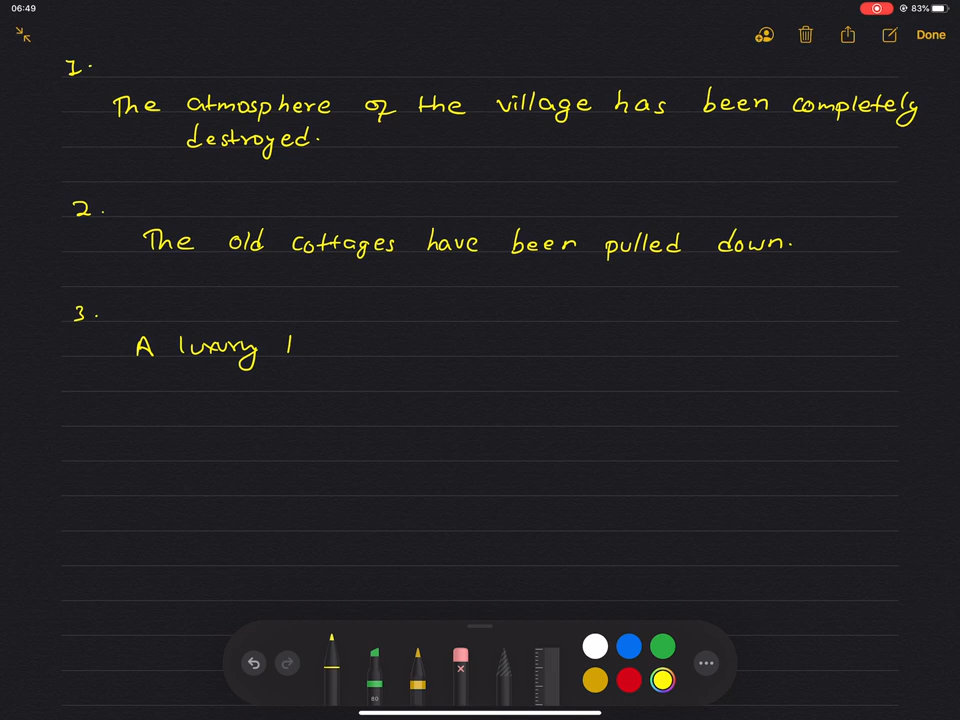 06:49
83%
Done
1.
The atmosphere of the village has been completely
destroyed.
2.
The old cottages have been pulled down.
3.
A luxury l
80